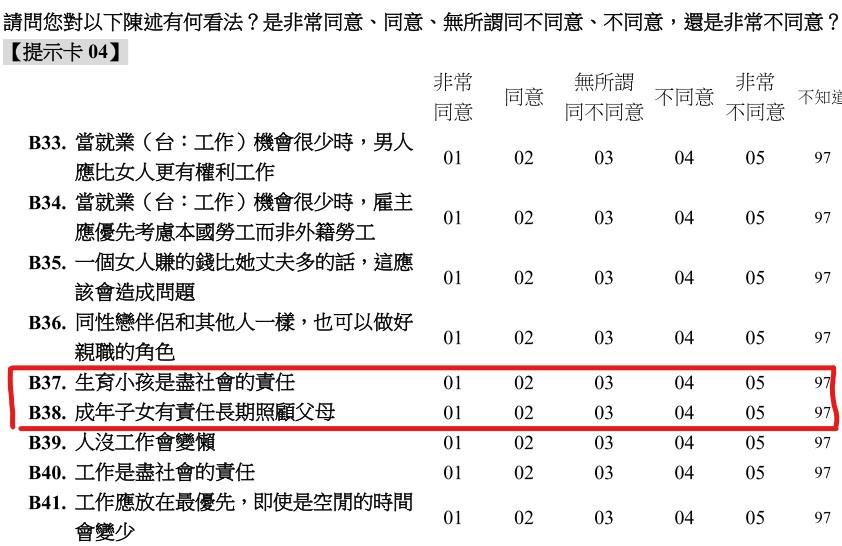 請問您對以下陳述有何看法？是非常同意、同意、無所謂同不同意、不同意，還是非常不同意？
【提示卡 04】
非常同意 同意 無所謂同不同意 不同意 非常不同意 不知道
B33. 當就業（台：工作）機會很少時，男人
應比女人更有權利工作 01 02 03 04 05 97
B34. 當就業（台：工作）機會很少時，雇主
應優先考慮本國勞工而非外籍勞工 01 02 03 04 05 97
B35. 一個女人賺的錢比她丈夫多的話，這應
該會造成問題 01 02 03 04 05 97
B36. 同性戀伴侶和其他人一樣，也可以做好
親職的角色 01 02 03 04 05 97
B37. 生育小孩是盡社會的責任 01 02 03 04 05 97
B38. 成年子女有責任長期照顧父母 01 02 03 04 05 97
B39. 人沒工作會變懶 01 02 03 04 05 97
B40. 工作是盡社會的責任 01 02 03 04 05 97
B41. 工作應放在最優先，即使是空閒的時間
會變少 01 02 03 04 05 97